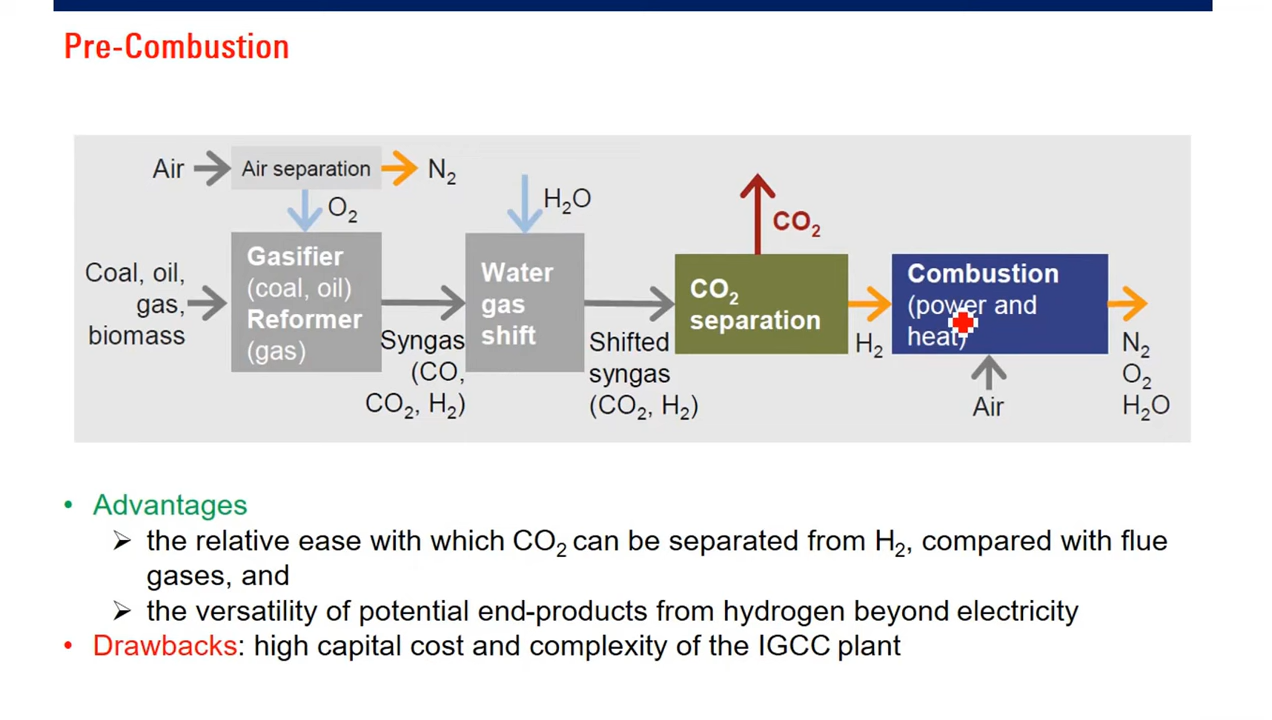 Pre-Combustion
Air
Air separation
N₂
O₂
H₂O
CO₂
Coal, oil,
gas,
biomass
Gasifier
(coal, oil)
Reformer
(gas)
Syngas
(CO,
CO₂, H₂)
Water
gas
shift
Shifted
syngas
(CO₂, H₂)
CO₂
separation
H₂
Combustion
(power and
heat)
Air
N₂
O₂
H₂O
• Advantages
➢ the relative ease with which CO₂ can be separated from H₂, compared with flue
gases, and
➢ the versatility of potential end-products from hydrogen beyond electricity
• Drawbacks: high capital cost and complexity of the IGCC plant